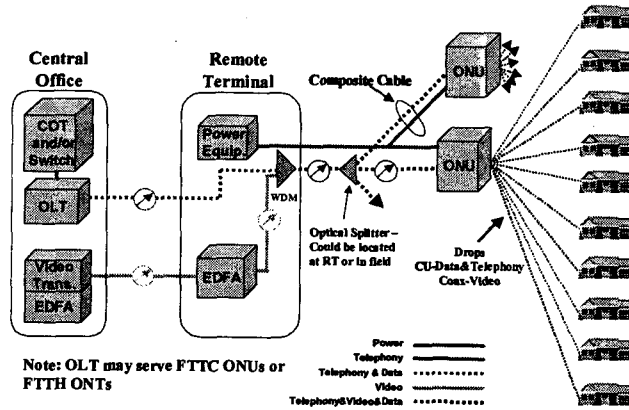 Central
Office
COT
and/or
Switch
OLT
Video
Trans.
EDFA
Remote
Terminal
Power
Equip.
WDM
EDFA
Composite Cable
ONU
ONU
Optical Splitter–
Could be located
at RT or in field
Drops
CU-Data&Telephony
Coax-Video
Power
Telephony
Telephony & Data
Video
Telephony&Video&Data
Note: OLT may serve FTTC ONUs or
FTTH ONTs